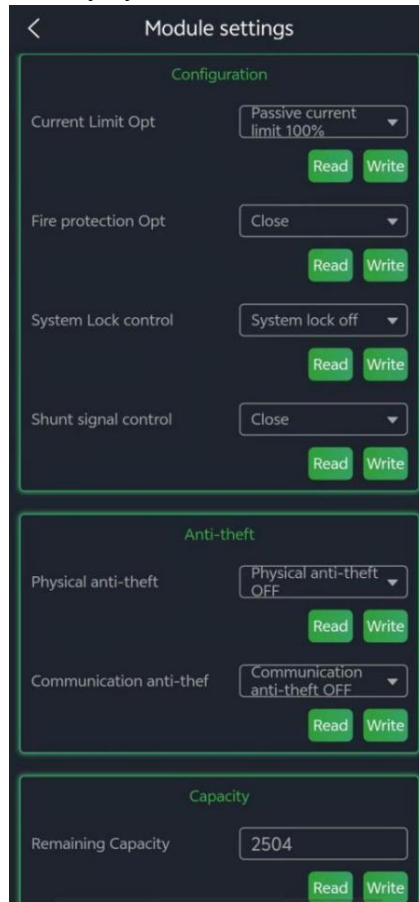 Module settings
Configuration
Current Limit Opt
Passive current
limit 100%
Read Write
Fire protection Opt
Close
Read Write
System Lock control
System lock off
Read Write
Shunt signal control
Close
Read Write
Anti-theft
Physical anti-theft
Physical anti-theft
OFF
Read Write
Communication anti-thef
Communication
anti-theft OFF
Read Write
Capacity
Remaining Capacity
2504
Read Write